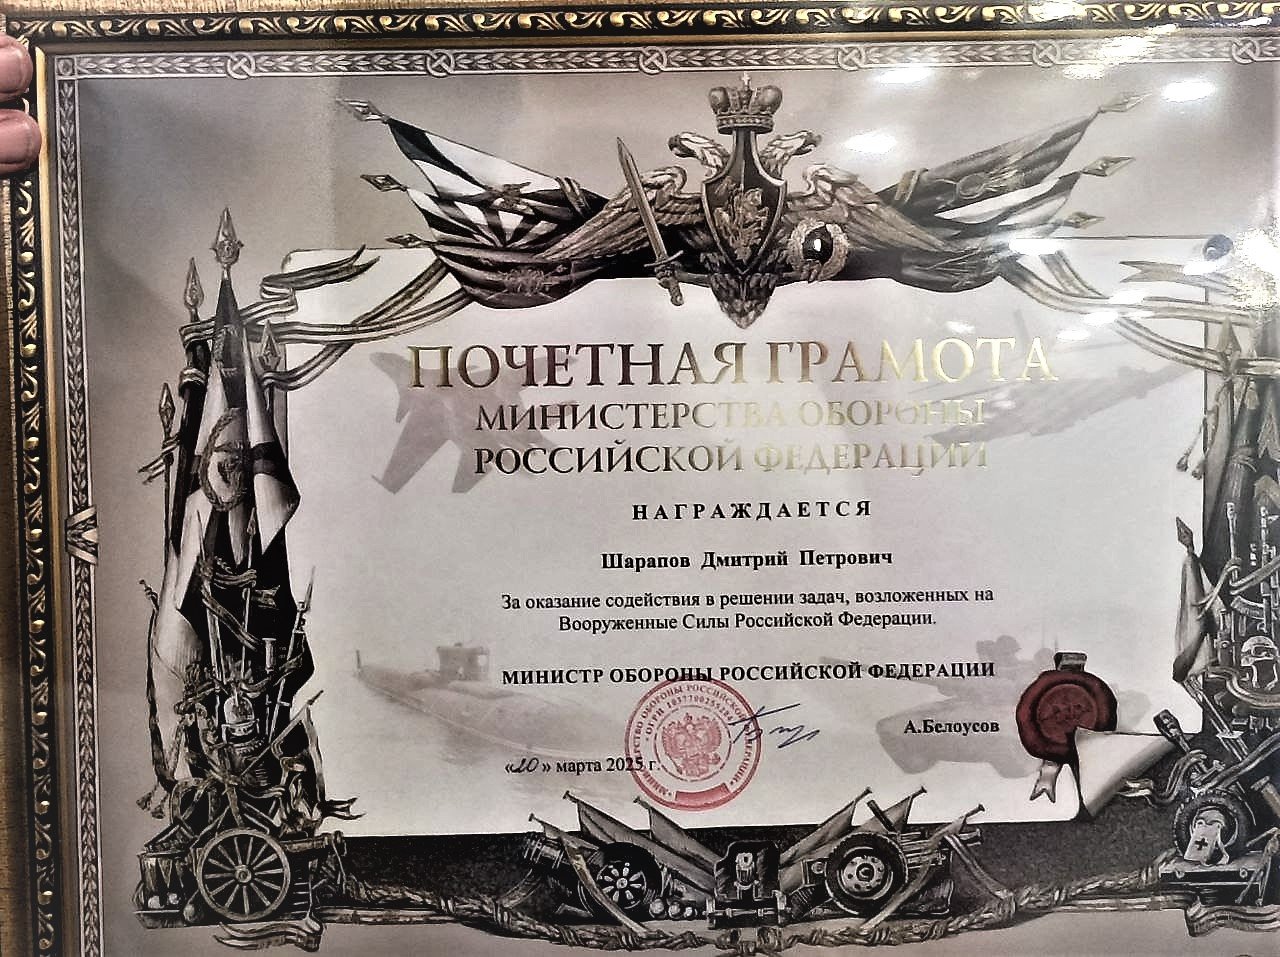 ПОЧЕТНАЯ ГРАМОТА
МИНИСТЕРСТВА ОБОРОНЫ
РОССИЙСКОЙ ФЕДЕРАЦИИ
НАГРАЖДАЕТСЯ
Шарапов Дмитрий Петрович
За оказание содействия в решении задач, возложенных на
Вооруженные Силы Российской Федерации.
МИНИСТР ОБОРОНЫ РОССИЙСКОЙ ФЕДЕРАЦИИ
А.Белоусов
«20» марта 2025 г.